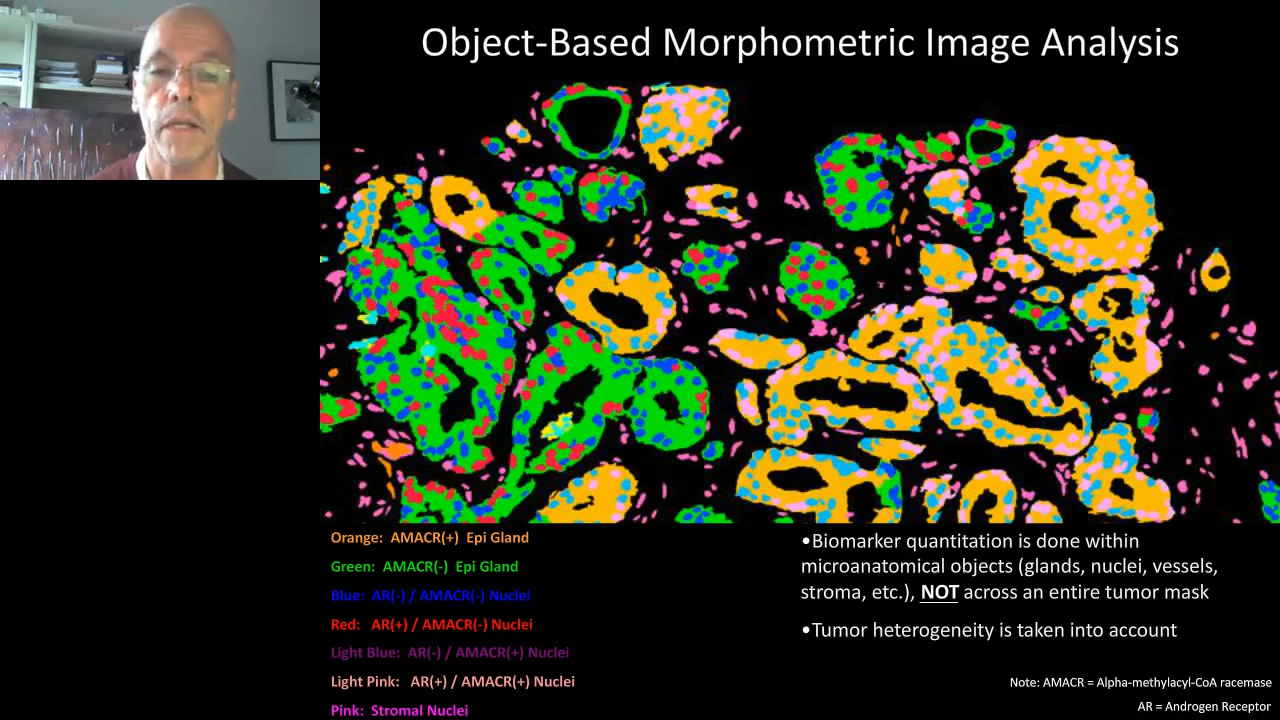 Object-Based Morphometric Image Analysis
Orange:  AMACR(+)  Epi Gland
Green:  AMACR(-)  Epi Gland
Blue:  AR(-) / AMACR(-) Nuclei
Red:   AR(+) / AMACR(-) Nuclei
Light Blue:  AR(-) / AMACR(+) Nuclei
Light Pink:   AR(+) / AMACR(+) Nuclei
Pink:  Stromal Nuclei
•Biomarker quantitation is done within
microanatomical objects (glands, nuclei, vessels,
stroma, etc.), NOT across an entire tumor mask
•Tumor heterogeneity is taken into account
Note: AMACR = Alpha-methylacyl-CoA racemase
AR = Androgen Receptor